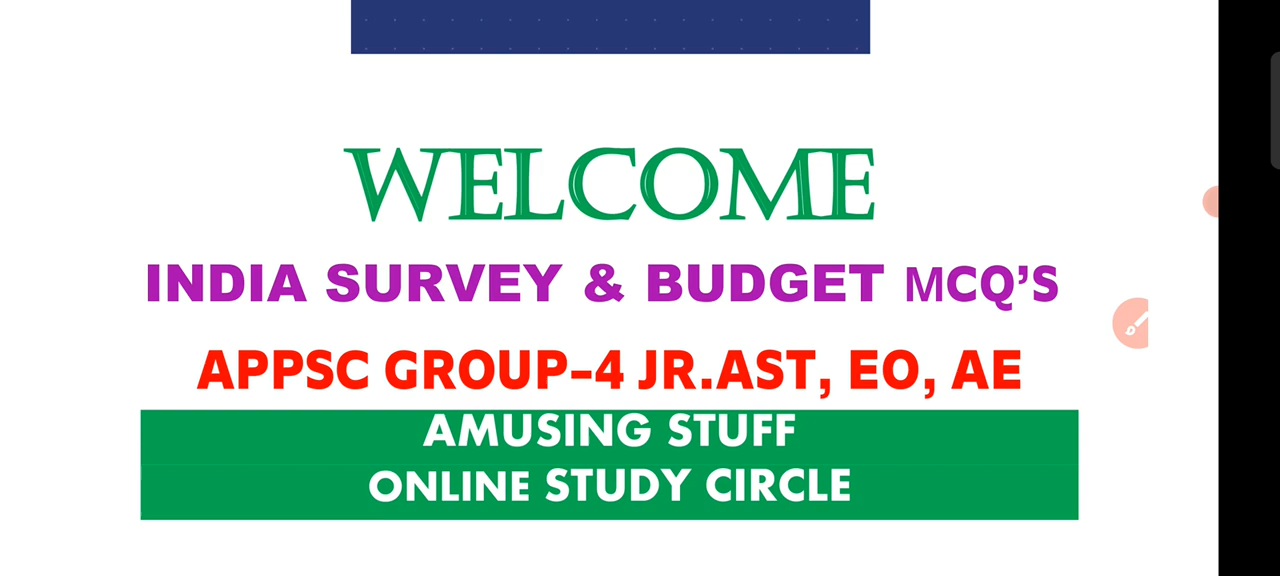 WELCOME
INDIA SURVEY & BUDGET MCQ'S
APPSC GROUP-4 JR.AST, EO, AE
AMUSING STUFF
ONLINE STUDY CIRCLE